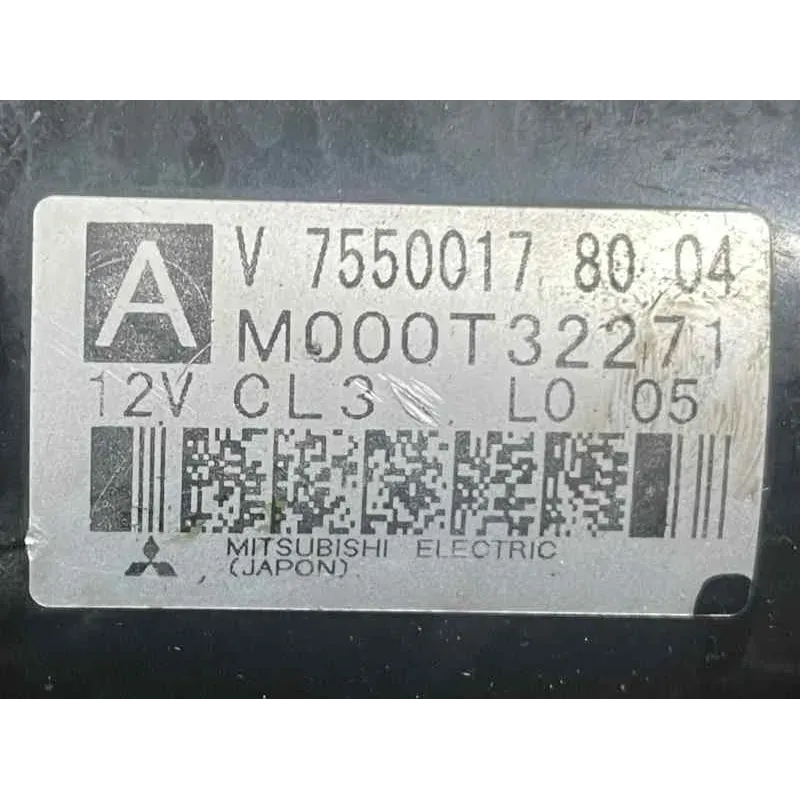 A
V 7550017 80 04
M000T32271
12V CL3 L0 05
MITSUBISHI ELECTRIC
(JAPON)